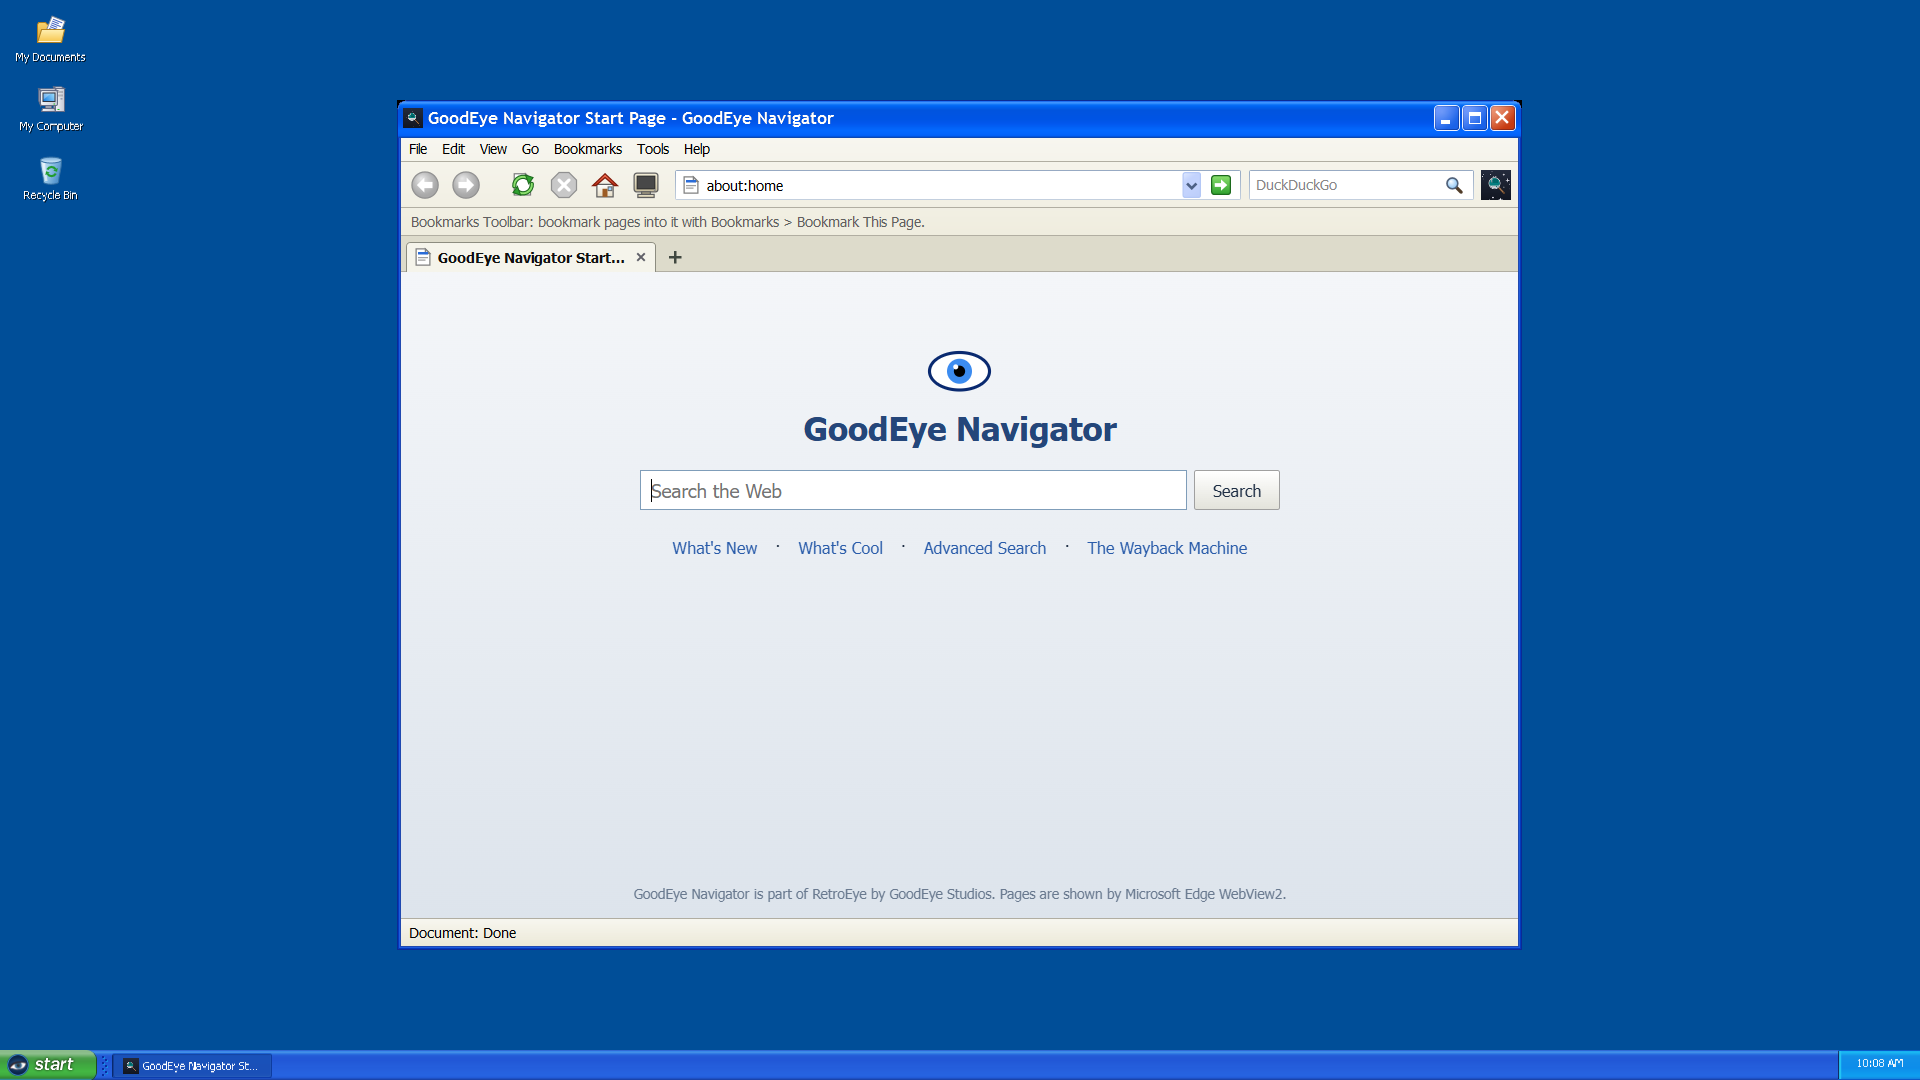 My Documents
My Computer
Recycle Bin
GoodEye Navigator Start Page - GoodEye Navigator
File Edit View Go Bookmarks Tools Help
about:home
DuckDuckGo
Bookmarks Toolbar: bookmark pages into it with Bookmarks > Bookmark This Page.
GoodEye Navigator Start...
GoodEye Navigator
Search the Web
Search
What's New · What's Cool · Advanced Search · The Wayback Machine
GoodEye Navigator is part of RetroEye by GoodEye Studios. Pages are shown by Microsoft Edge WebView2.
Document: Done
start
GoodEye Navigator St...
10:08 AM